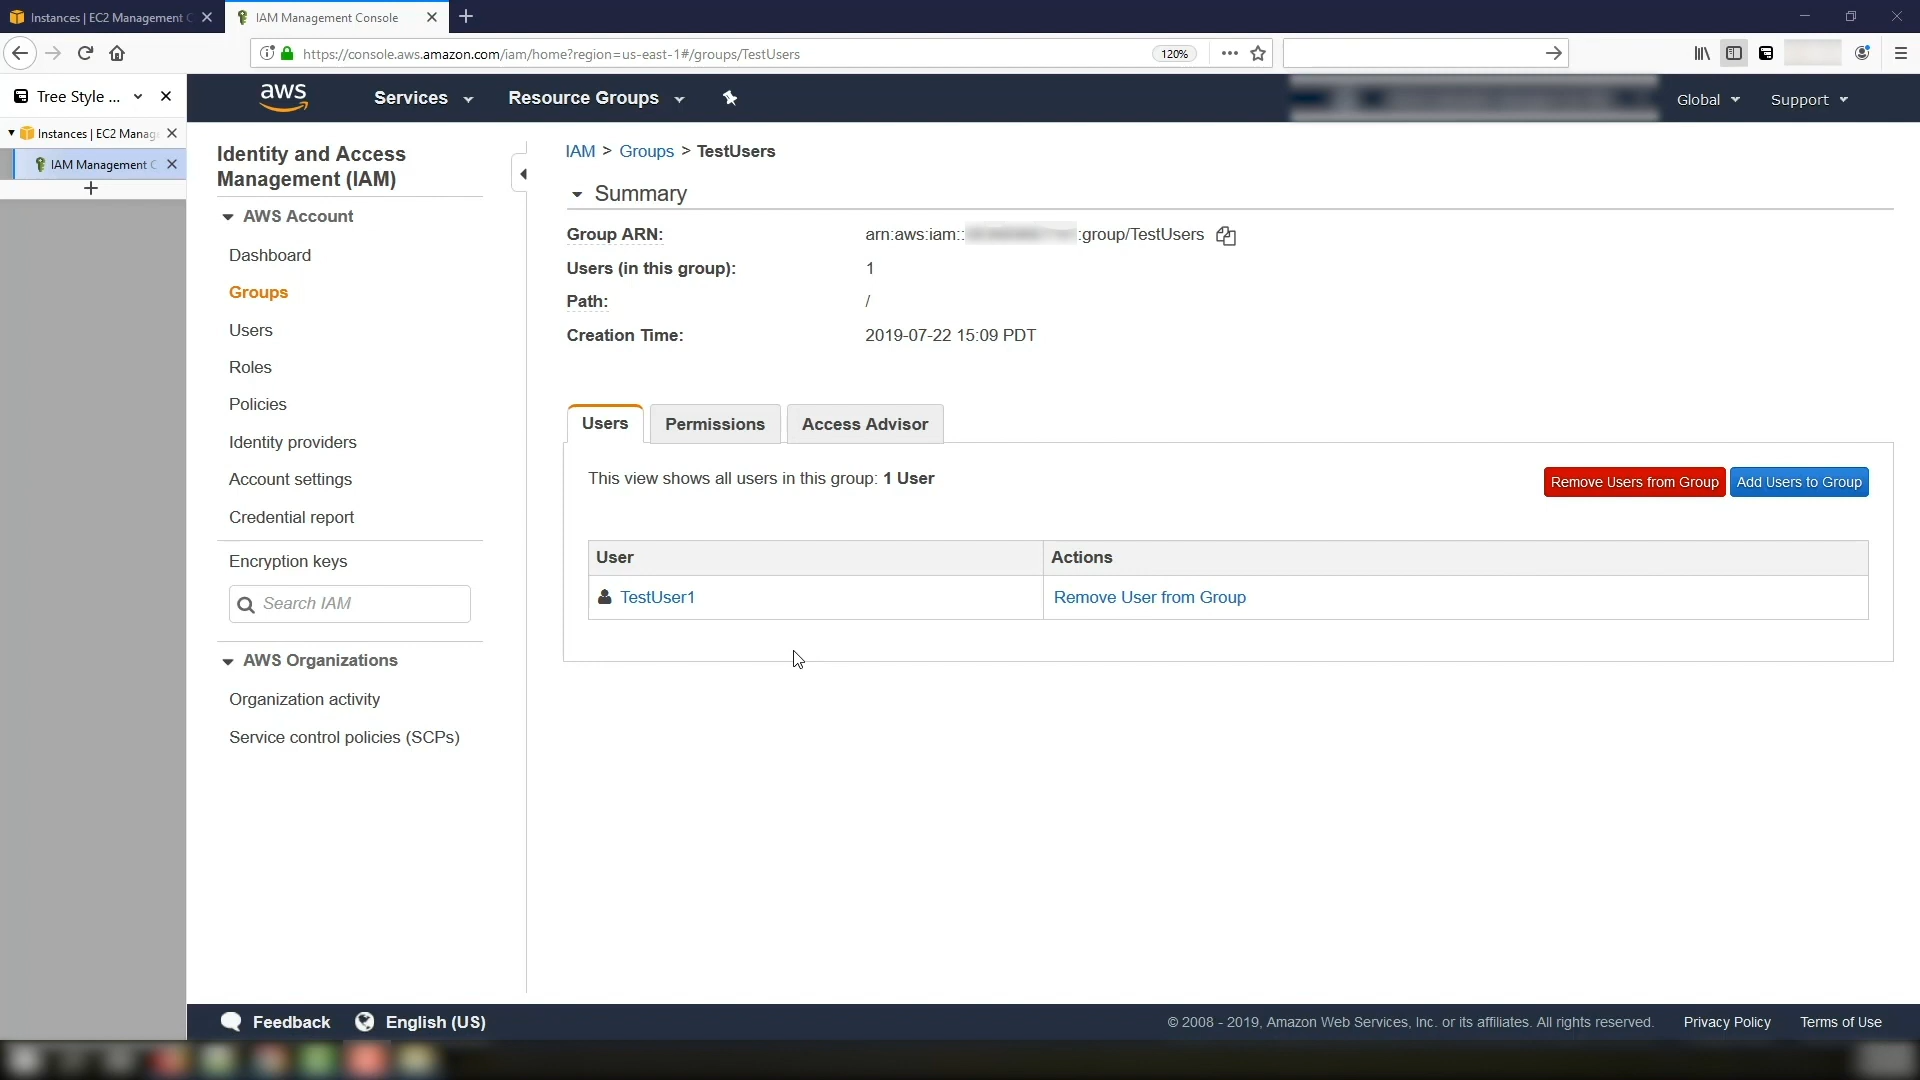 Instances | EC2 Management C
IAM Management Console
https://console.aws.amazon.com/iam/home?region=us-east-1#/groups/TestUsers
120%
Tree Style ...
aws
Services
Resource Groups
Global
Support
Instances | EC2 Manag
IAM Management C
Identity and Access
Management (IAM)
AWS Account
Dashboard
Groups
Users
Roles
Policies
Identity providers
Account settings
Credential report
Encryption keys
Search IAM
AWS Organizations
Organization activity
Service control policies (SCPs)
IAM > Groups > TestUsers
Summary
Group ARN: arn:aws:iam:: :group/TestUsers
Users (in this group): 1
Path: /
Creation Time: 2019-07-22 15:09 PDT
Users Permissions Access Advisor
This view shows all users in this group: 1 User
Remove Users from Group Add Users to Group
User Actions
TestUser1 Remove User from Group
Feedback English (US)
© 2008 - 2019, Amazon Web Services, Inc. or its affiliates. All rights reserved. Privacy Policy Terms of Use